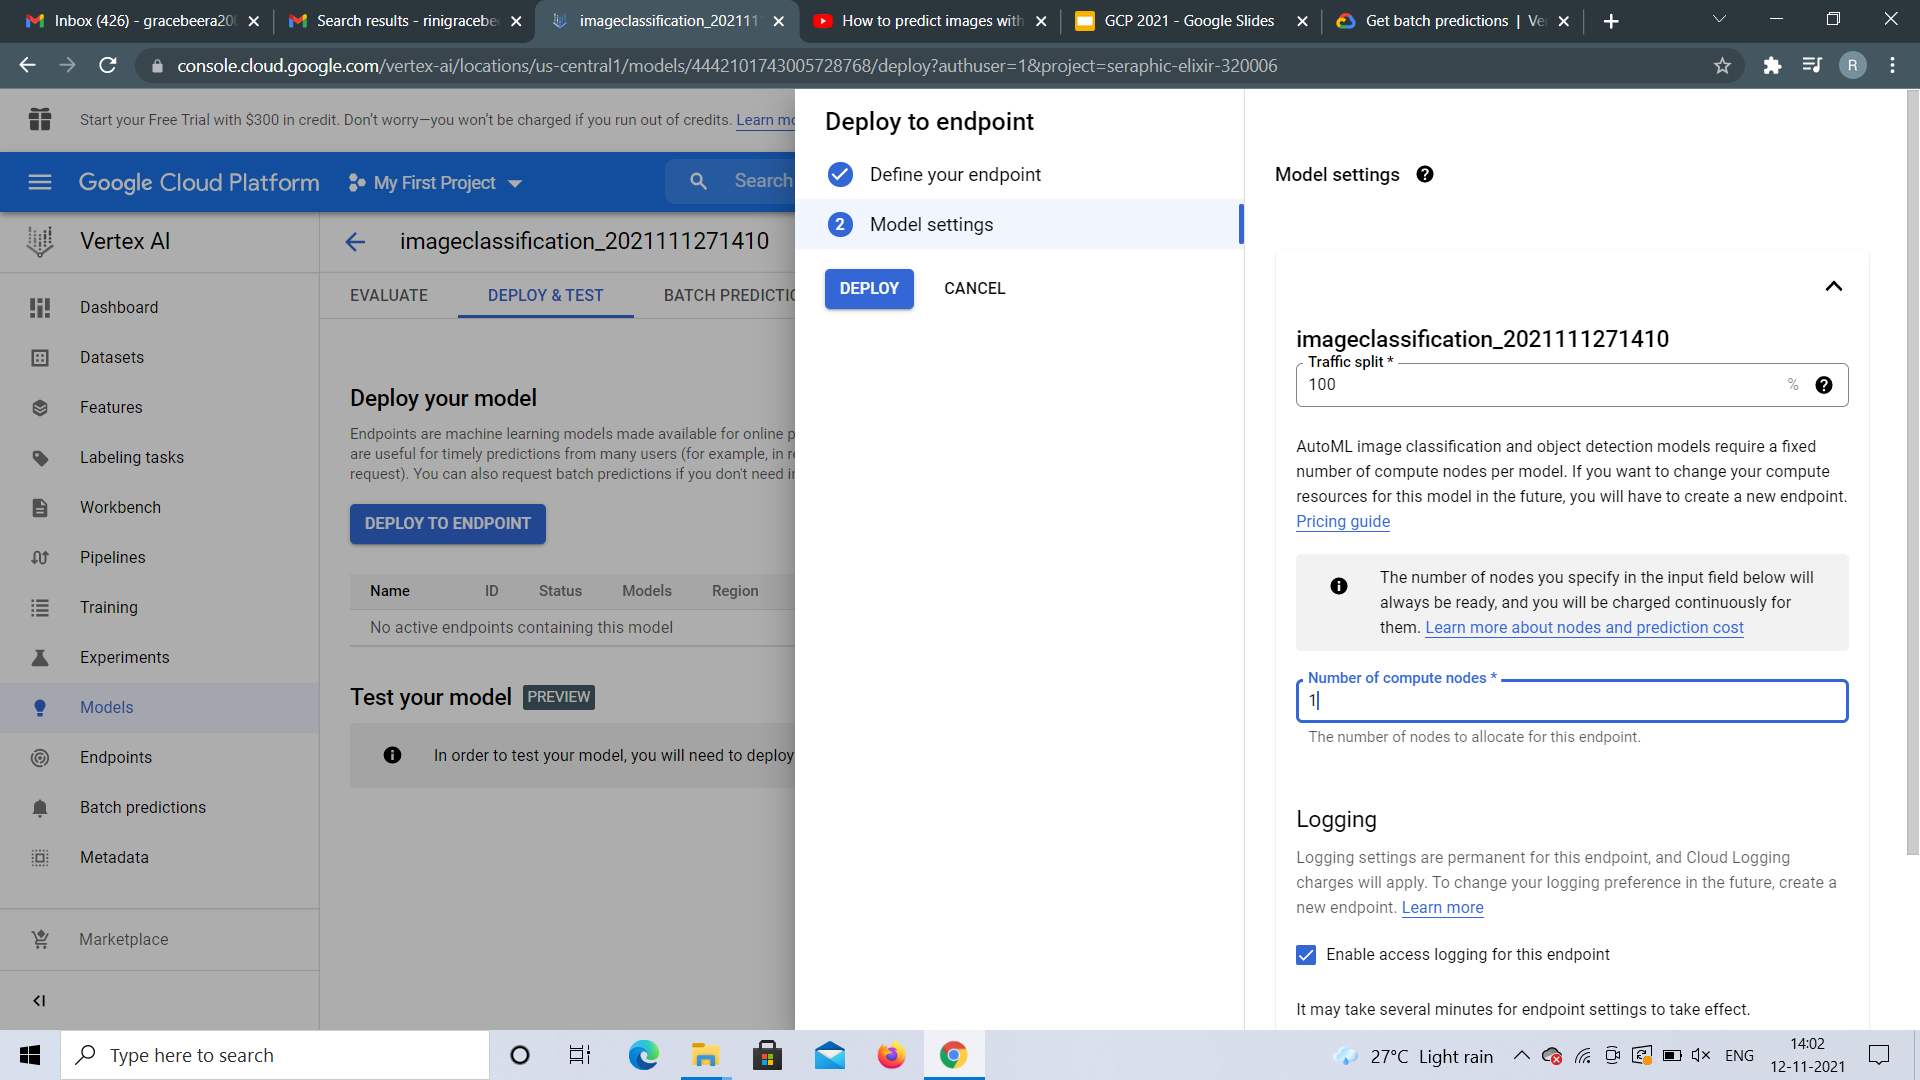 Inbox (426) - gracebeera20
Search results - rinigracebe
imageclassification_202111
How to predict images with
GCP 2021 - Google Slides
Get batch predictions | Ve
console.cloud.google.com/vertex-ai/locations/us-central1/models/4442101743005728768/deploy?authuser=1&project=seraphic-elixir-320006
R
Start your Free Trial with $300 in credit. Don't worry—you won't be charged if you run out of credits. Learn mo
Google Cloud Platform
My First Project
Search
Vertex AI
imageclassification_2021111271410
Dashboard
Datasets
Features
Labeling tasks
Workbench
Pipelines
Training
Experiments
Models
Endpoints
Batch predictions
Metadata
Marketplace
EVALUATE
DEPLOY & TEST
BATCH PREDICTIO
Deploy your model
Endpoints are machine learning models made available for online p
are useful for timely predictions from many users (for example, in re
request). You can also request batch predictions if you don't need in
DEPLOY TO ENDPOINT
Name ID Status Models Region
No active endpoints containing this model
Test your model PREVIEW
In order to test your model, you will need to deploy
Deploy to endpoint
Define your endpoint
2 Model settings
DEPLOY
CANCEL
Model settings
imageclassification_2021111271410
Traffic split *
100 %
AutoML image classification and object detection models require a fixed
number of compute nodes per model. If you want to change your compute
resources for this model in the future, you will have to create a new endpoint.
Pricing guide
The number of nodes you specify in the input field below will
always be ready, and you will be charged continuously for
them. Learn more about nodes and prediction cost
Number of compute nodes *
1
The number of nodes to allocate for this endpoint.
Logging
Logging settings are permanent for this endpoint, and Cloud Logging
charges will apply. To change your logging preference in the future, create a
new endpoint. Learn more
Enable access logging for this endpoint
It may take several minutes for endpoint settings to take effect.
Type here to search
27°C Light rain
ENG
14:02
12-11-2021